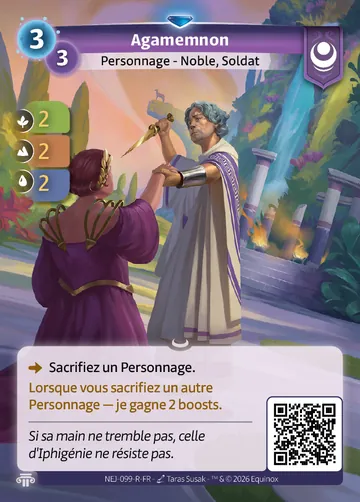 3
3
Agamemnon
Personnage - Noble, Soldat
2
2
2
Sacrifiez un Personnage.
Lorsque vous sacrifiez un autre
Personnage — je gagne 2 boosts.
Si sa main ne tremble pas, celle
d'Iphigénie ne résiste pas.
NEJ-099-R-FR - Taras Susak - ™ & © 2026 Equinox